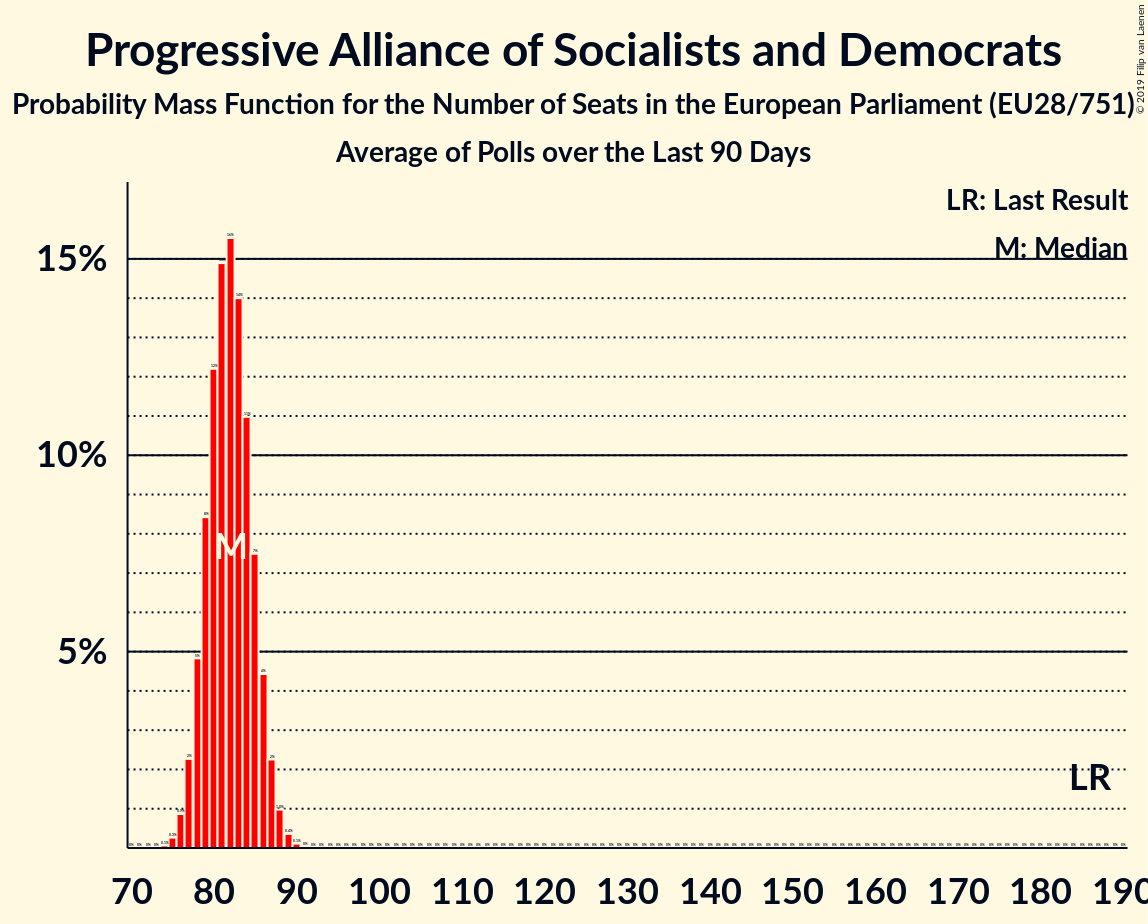 Progressive Alliance of Socialists and Democrats
Probability Mass Function for the Number of Seats in the European Parliament (EU28/751)
Average of Polls over the Last 90 Days
© 2019 Filip van Laenen
LR: Last Result
M: Median
15%
10%
5%
M
LR
70 80 90 100 110 120 130 140 150 160 170 180 190